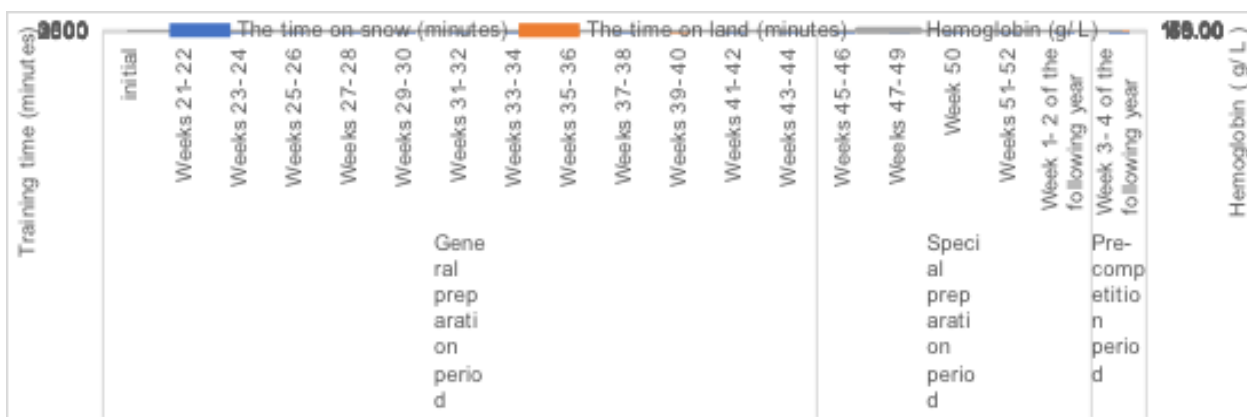 The time on snow (minutes) The time on land (minutes) Hemoglobin (g/ L)
Training time (minutes)
initial
Weeks 21- 22
Weeks 23- 24
Weeks 25- 26
Weeks 27- 28
Weeks 29- 30
Weeks 31- 32
Weeks 33- 34
Weeks 35- 36
Weeks 37- 38
Weeks 39- 40
Weeks 41- 42
Weeks 43- 44
Weeks 45- 46
Weeks 47- 49
Week 50
Weeks 51- 52
Week 1- 2 of the
following year
Week 3- 4 of the
following year
Hemoglobin ( g/ L )
Gene
ral
prep
arati
on
perio
d
Speci
al
prep
arati
on
perio
d
Pre-
comp
etitio
n
perio
d